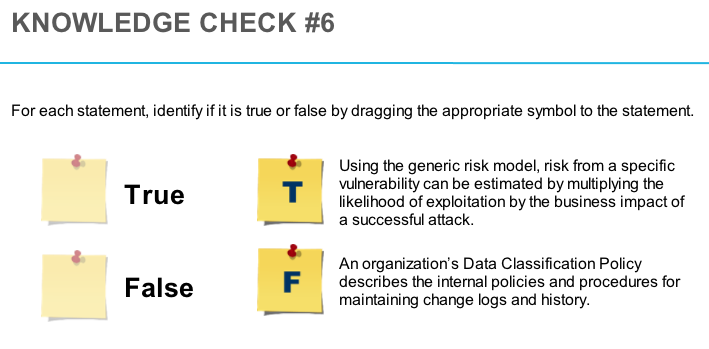 KNOWLEDGE CHECK #6
For each statement, identify if it is true or false by dragging the appropriate symbol to the statement.
True
T
Using the generic risk model, risk from a specific
vulnerability can be estimated by multiplying the
likelihood of exploitation by the business impact of
a successful attack.
False
F
An organization’s Data Classification Policy
describes the internal policies and procedures for
maintaining change logs and history.